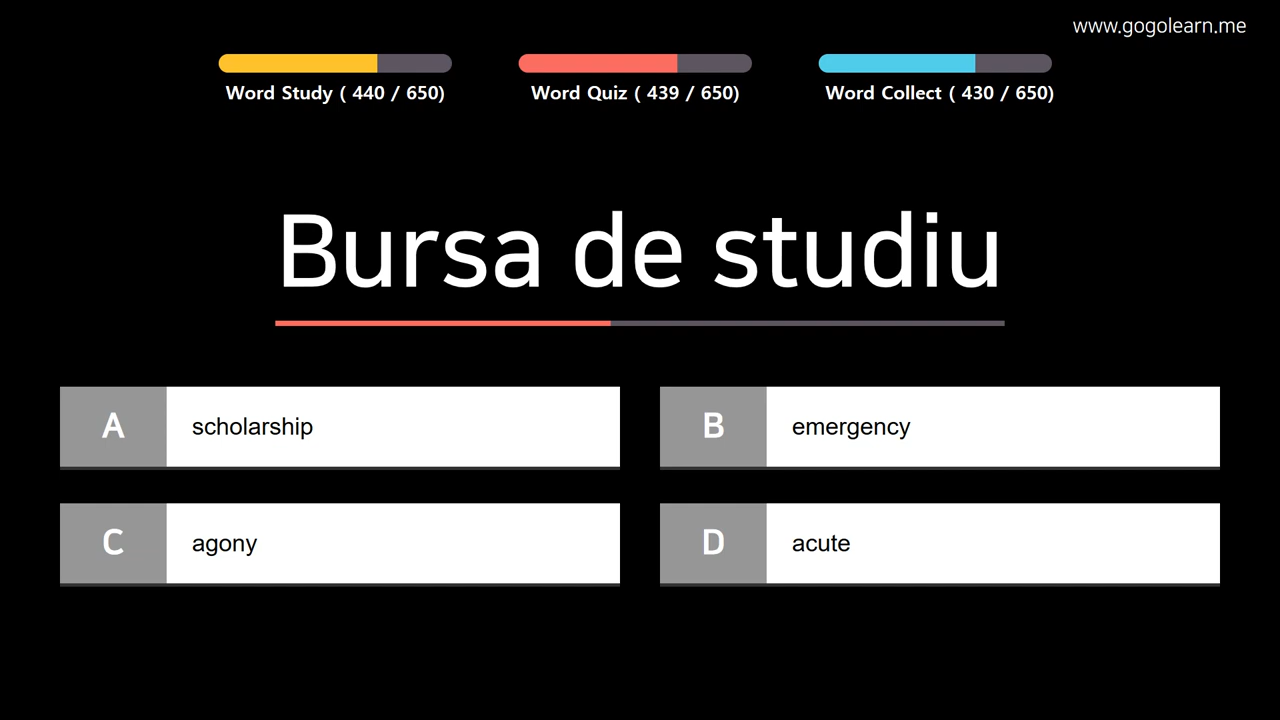 www.gogolearn.me
Word Study ( 440 / 650)
Word Quiz ( 439 / 650)
Word Collect ( 430 / 650)
Bursa de studiu
A scholarship
B emergency
C agony
D acute